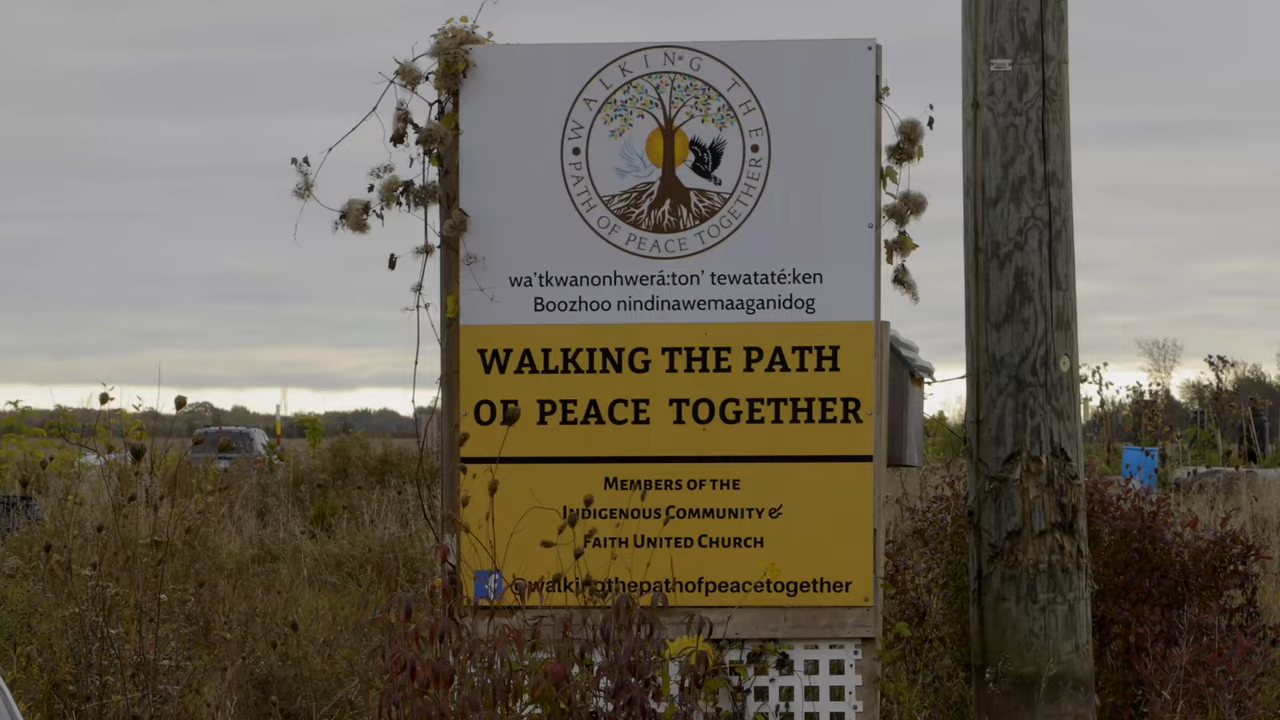 WALKING THE
PATH OF PEACE TOGETHER
wa'tkwanonhwerá:ton' tewataté:ken
Boozhoo nindinawemaaganidog
WALKING THE PATH
OF PEACE TOGETHER
MEMBERS OF THE
INDIGENOUS COMMUNITY &
FAITH UNITED CHURCH
@walkingthepathofpeacetogether